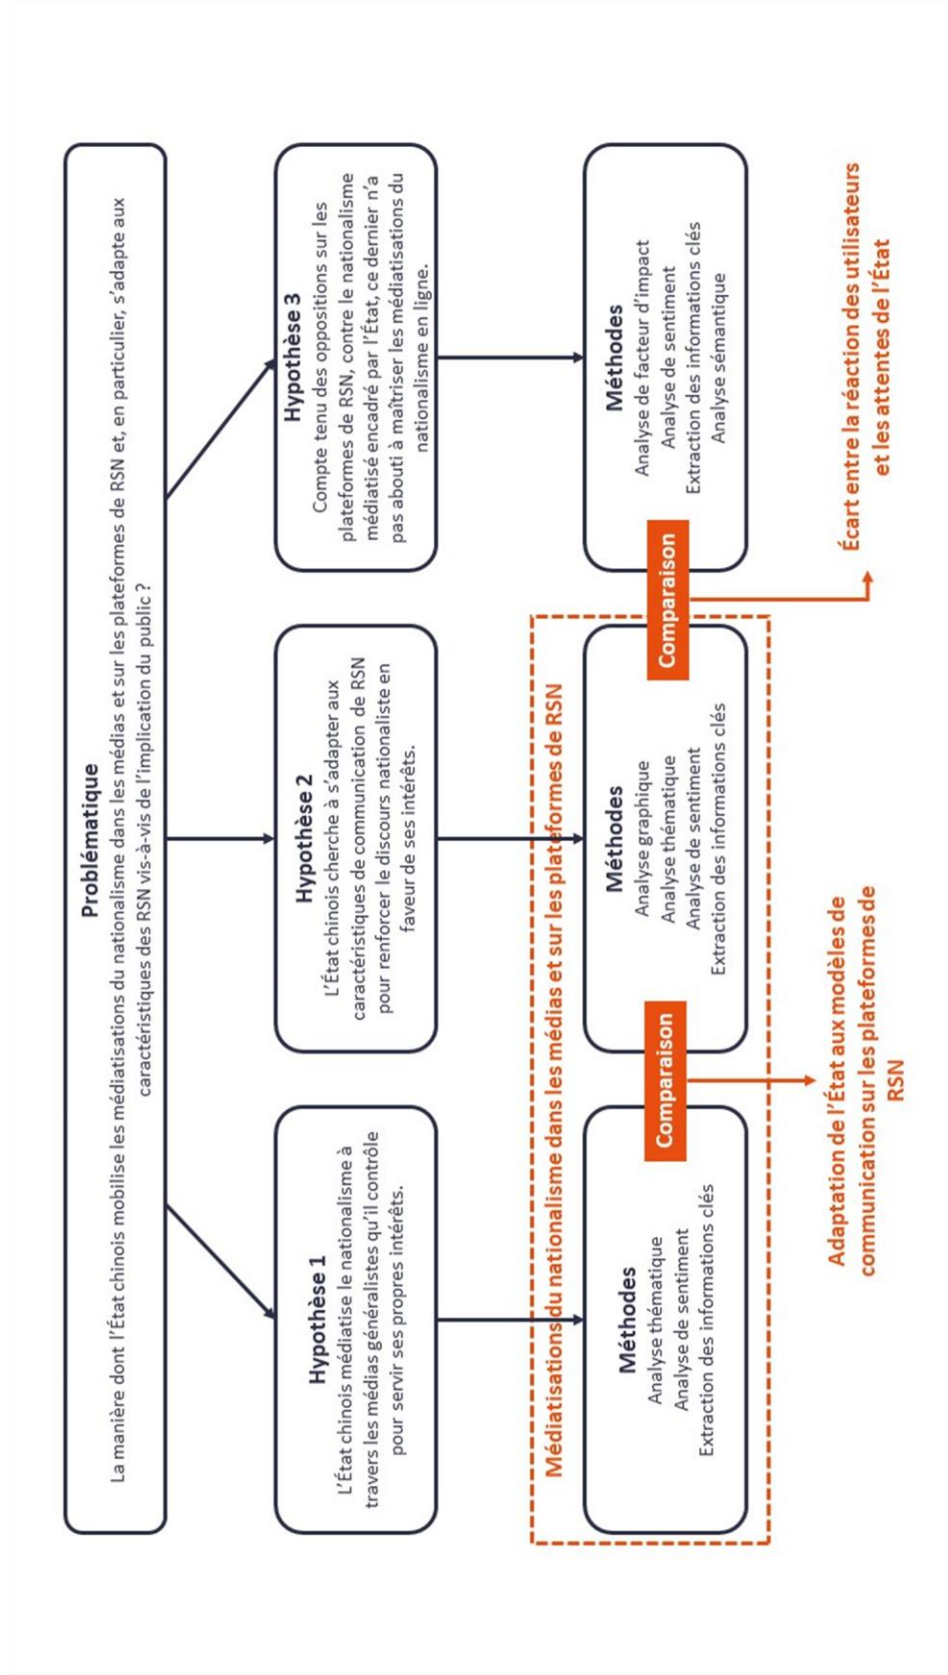 Problématique
La manière dont l'État chinois mobilise les médiatisations du nationalisme dans les médias et sur les plateformes de RSN et, en particulier, s'adapte aux
caractéristiques des RSN vis-à-vis de l'implication du public ?
Hypothèse 1
L'État chinois médiatise le nationalisme à
travers les médias généralistes qu'il contrôle
pour servir ses propres intérêts.
Hypothèse 2
L'État chinois cherche à s'adapter aux
caractéristiques de communication de RSN
pour renforcer le discours nationaliste en
faveur de ses intérêts.
Hypothèse 3
Compte tenu des oppositions sur les
plateformes de RSN, contre le nationalisme
médiatisé encadré par l'État, ce dernier n'a
pas abouti à maîtriser les médiatisations du
nationalisme en ligne.
Médiatisations du nationalisme dans les médias et sur les plateformes de RSN
Méthodes
Analyse thématique
Analyse de sentiment
Extraction des informations clés
Comparaison
Méthodes
Analyse graphique
Analyse thématique
Analyse de sentiment
Extraction des informations clés
Comparaison
Méthodes
Analyse de facteur d'impact
Analyse de sentiment
Extraction des informations clés
Analyse sémantique
Adaptation de l'État aux modèles de
communication sur les plateformes de
RSN
Écart entre la réaction des utilisateurs
et les attentes de l'État